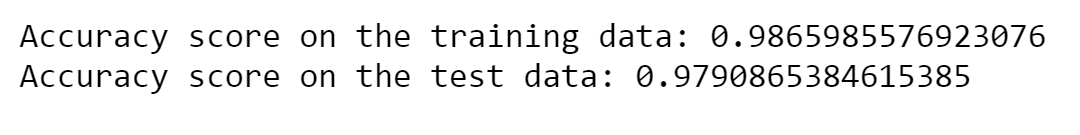 Accuracy score on the training data: 0.9865985576923076
Accuracy score on the test data: 0.9790865384615385